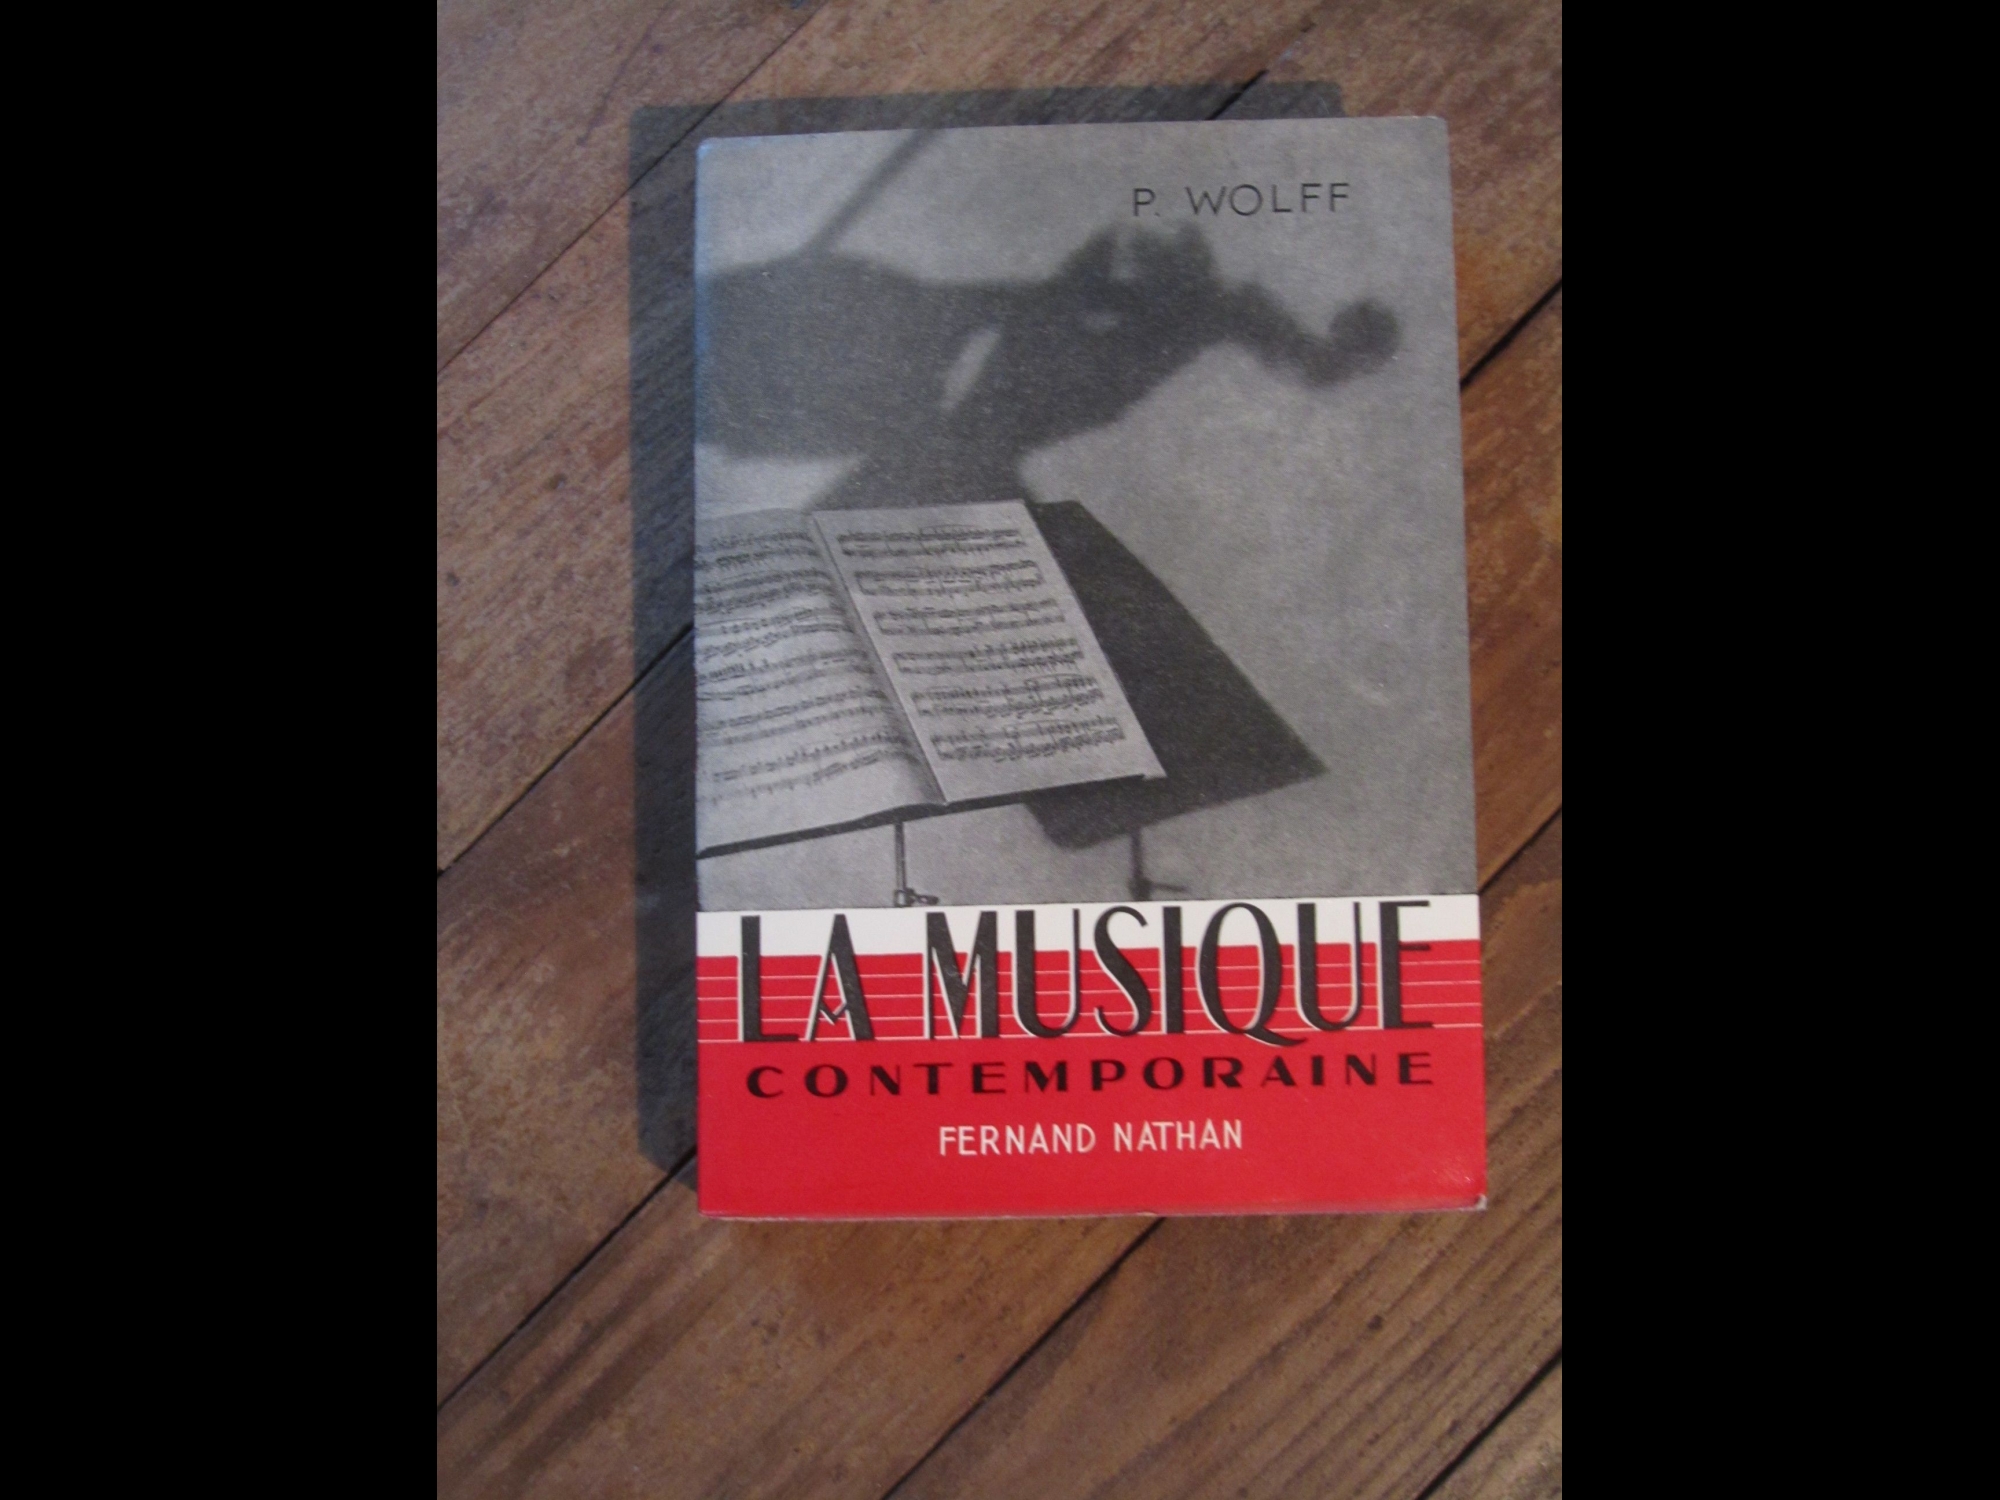 P. WOLFF
LA MUSIQUE
CONTEMPORAINE
FERNAND NATHAN